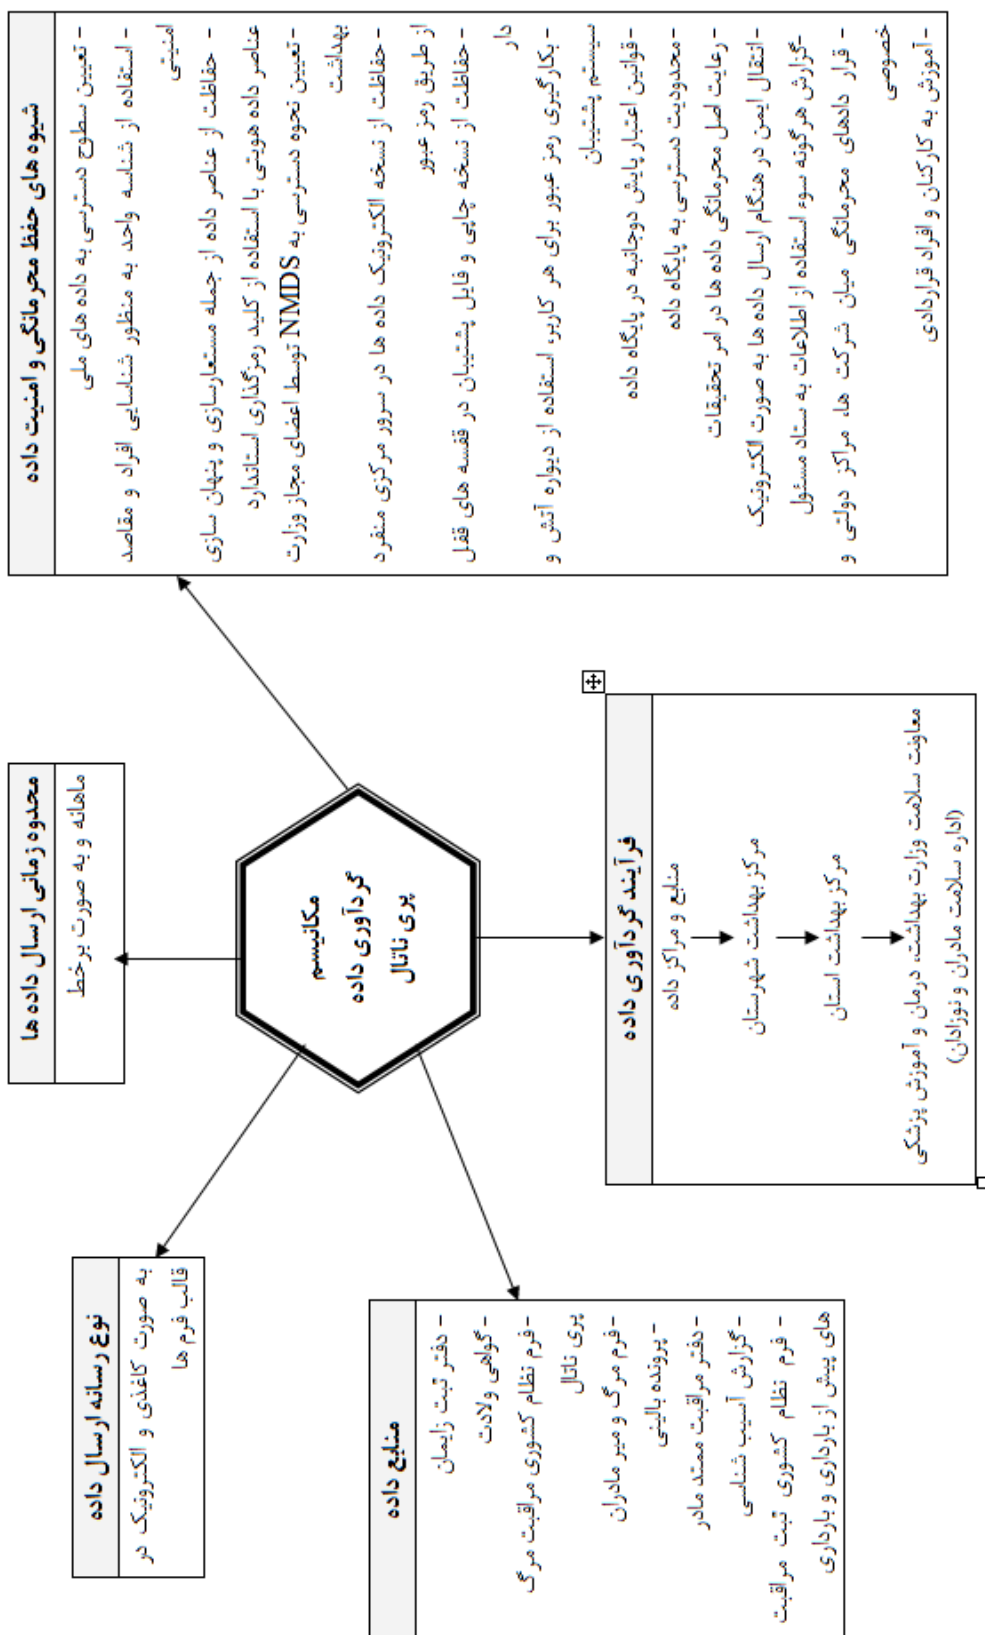 شیوه های حفظ محرمانگی و امنیت داده
- تعیین سطوح دسترسی به داده های ملی
- استفاده از شناسه واحد به منظور شناسایی افراد و مقاصد
امنیتی
- حفاظت از عناصر داده از جمله مستعارسازی و پنهان سازی
عناصر داده هویتی با استفاده از کلید رمزگذاری استاندارد
-تعیین نحوه دسترسی به NMDS توسط اعضای مجاز وزارت
بهداشت
-حفاظت از نسخه الکترونیک داده ها در سرور مرکزی منفرد
از طریق رمز عبور
-حفاظت از نسخه چاپی و فایل پشتیبان در قفسه های قفل
دار
-بکارگیری رمز عبور برای هر کاربر، استفاده از دیواره آتش و
سیستم پشتیبان
-قوانین اعتبار پایش دوجانبه در پایگاه داده
-محدودیت دسترسی به پایگاه داده
- رعایت اصل محرمانگی داده ها در امر تحقیقات
-انتقال ایمن در هنگام ارسال داده ها به صورت الکترونیک
-گزارش هرگونه سوء استفاده از اطلاعات به ستاد مسئول
- قرار دادهای محرمانگی میان شرکت ها، مراکز دولتی و
خصوصی
-آموزش به کارکنان و افراد قراردادی
محدوده زمانی ارسال داده ها
ماهانه و به صورت برخط
نوع رسانه ارسال داده
به صورت کاغذی و الکترونیک در
قالب فرم ها
مکانیسم
گردآوری داده
پری ناتال
فرآیند گردآوری داده
منابع و مراکز داده
مرکز بهداشت شهرستان
مرکز بهداشت استان
معاونت سلامت وزارت بهداشت، درمان و آموزش پزشکی
(اداره سلامت مادران و نوزادان)
منابع داده
- دفتر ثبت زایمان
-گواهی ولادت
-فرم نظام کشوری مراقبت مرگ
پری ناتال
-فرم مرگ و میر مادران
-پرونده بالینی
-دفتر مراقبت ممتد مادر
-گزارش آسیب شناسی
- فرم نظام کشوری ثبت مراقبت
های پیش از بارداری و بارداری